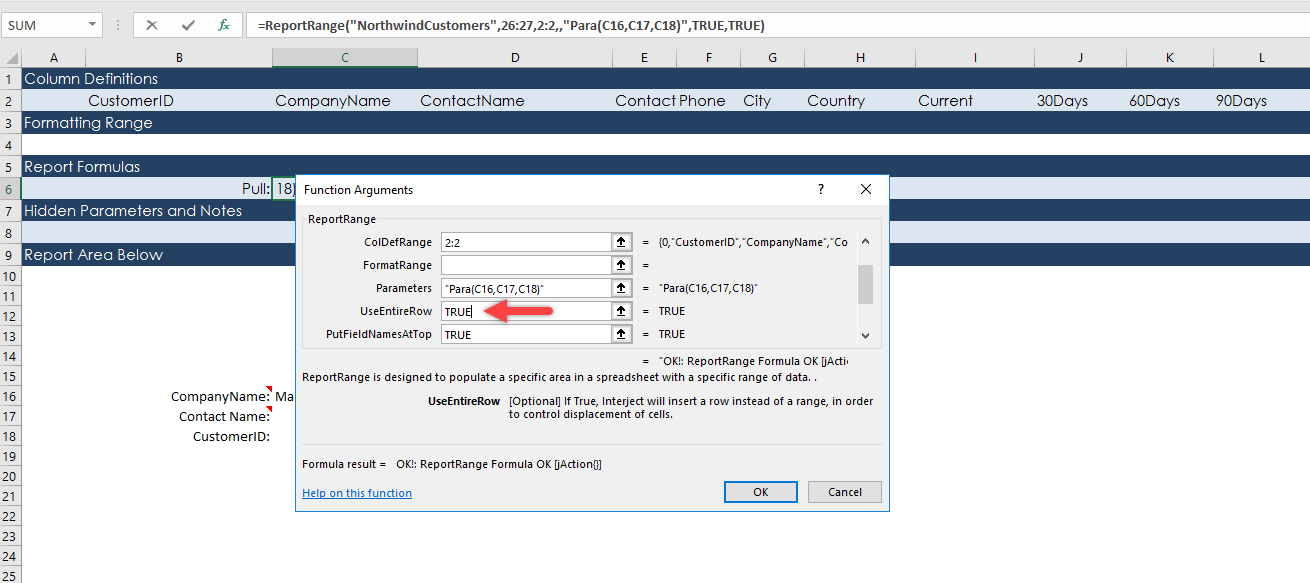 SUM =ReportRange("NorthwindCustomers",26:27,2:2,,"Para(C16,C17,C18)",TRUE,TRUE)
A B C D E F G H I J K L
1 Column Definitions
2 CustomerID CompanyName ContactName Contact Phone City Country Current 30Days 60Days 90Days
3 Formatting Range
4
5 Report Formulas
6 Pull: 18)
7 Hidden Parameters and Notes
8
9 Report Area Below
10
11
12
13
14
15
16 CompanyName: Ma
17 Contact Name:
18 CustomerID:
19
20
21
22
23
24
25
Function Arguments ?
ReportRange
ColDefRange 2:2 = {0,"CustomerID","CompanyName","Co
FormatRange =
Parameters "Para(C16,C17,C18)" = "Para(C16,C17,C18)"
UseEntireRow TRUE = TRUE
PutFieldNamesAtTop TRUE = TRUE
= "OK!: ReportRange Formula OK [jActi
ReportRange is designed to populate a specific area in a spreadsheet with a specific range of data. .
UseEntireRow [Optional] If True, Interject will insert a row instead of a range, in order
to control displacement of cells.
Formula result = OK!: ReportRange Formula OK [jAction{}]
Help on this function
OK Cancel